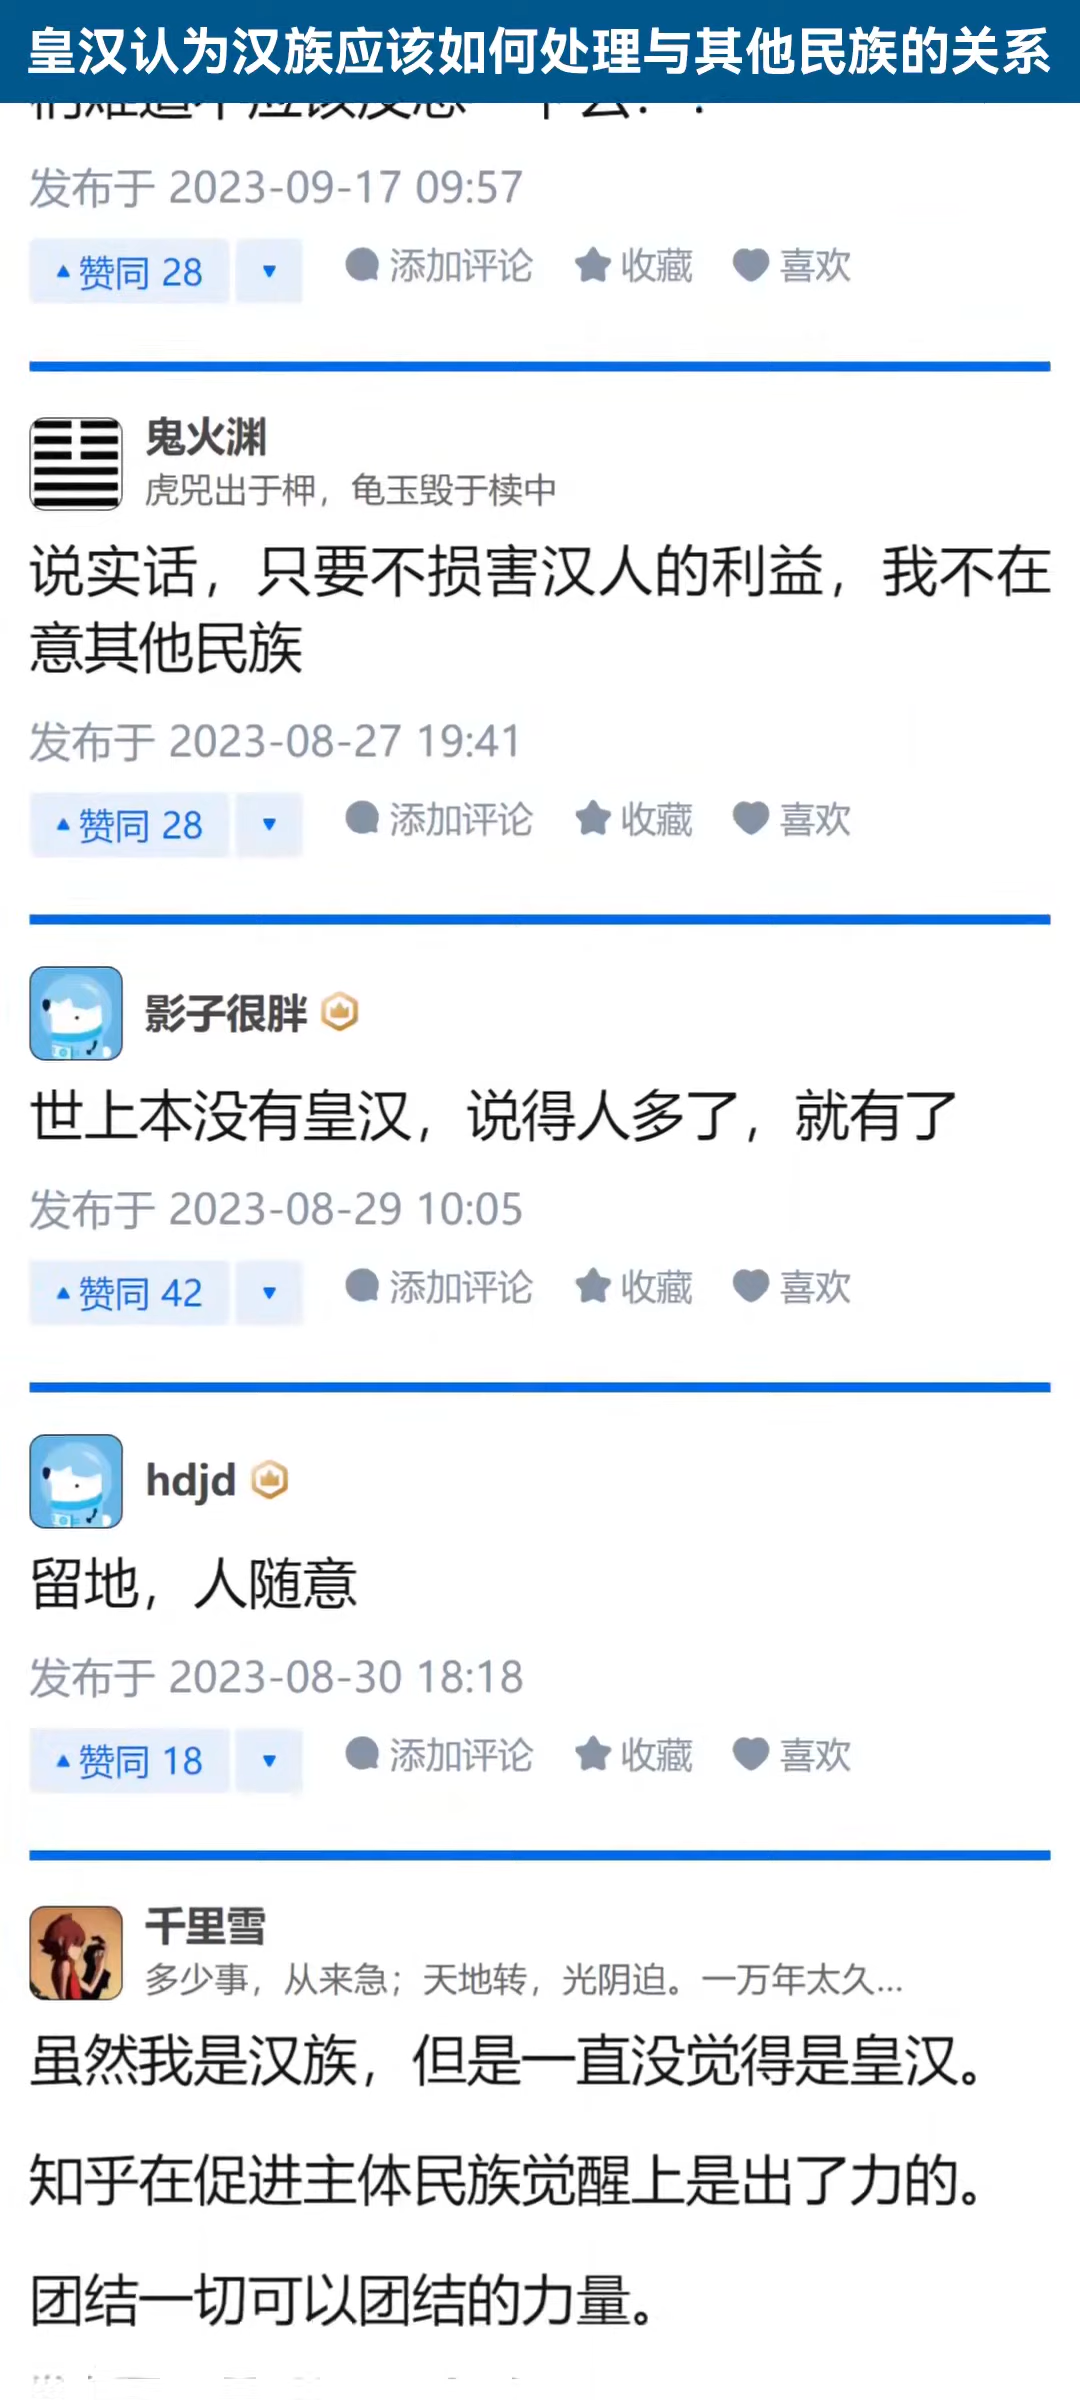 皇汉认为汉族应该如何处理与其他民族的关系
发布于 2023-09-17 09:57
赞同 28
添加评论
收藏
喜欢
鬼火渊
虎兕出于柙，龟玉毁于椟中
说实话，只要不损害汉人的利益，我不在
意其他民族
发布于 2023-08-27 19:41
赞同 28
添加评论
收藏
喜欢
影子很胖
世上本没有皇汉，说得人多了，就有了
发布于 2023-08-29 10:05
赞同 42
添加评论
收藏
喜欢
hdjd
留地，人随意
发布于 2023-08-30 18:18
赞同 18
添加评论
收藏
喜欢
千里雪
多少事，从来急；天地转，光阴迫。一万年太久...
虽然我是汉族，但是一直没觉得是皇汉。
知乎在促进主体民族觉醒上是出了力的。
团结一切可以团结的力量。